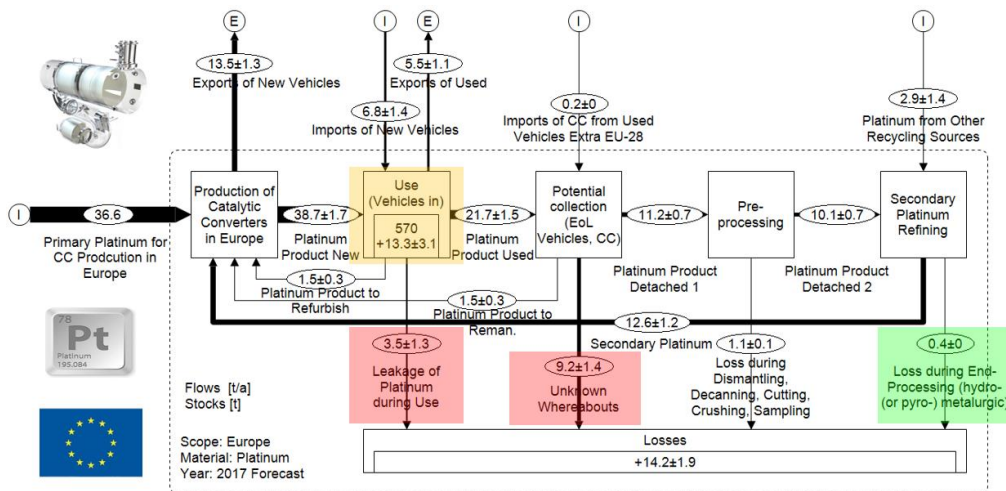 E
I
E
I
I
13.5±1.3
Exports of New Vehicles
5.5±1.1
Exports of Used
6.8±1.4
Imports of New Vehicles
0.2±0
Imports of CC from Used
Vehicles Extra EU-28
2.9±1.4
Platinum from Other
Recycling Sources
I
36.6
Primary Platinum for
CC Prodcution in
Europe
Production of
Catalytic
Converters
in Europe
38.7±1.7
Platinum
Product New
Use
(Vehicles in)
570
+13.3±3.1
21.7±1.5
Platinum
Product Used
Potential
collection
(EoL
Vehicles, CC)
11.2±0.7
Platinum Product
Detached 1
Pre-
processing
10.1±0.7
Platinum Product
Detached 2
Secondary
Platinum
Refining
1.5±0.3
Platinum Product to
Refurbish
1.5±0.3
Platinum Product to
Reman.
12.6±1.2
Secondary Platinum
78
Pt
Platinum
195.084
3.5±1.3
Leakage of
Platinum
during Use
9.2±1.4
Unknown
Whereabouts
1.1±0.1
Loss during
Dismantling,
Decanning, Cutting,
Crushing, Sampling
0.4±0
Loss during End-
Processing (hydro-
(or pyro-) metalurgic)
Flows [t/a]
Stocks [t]
Scope: Europe
Material: Platinum
Year: 2017 Forecast
Losses
+14.2±1.9